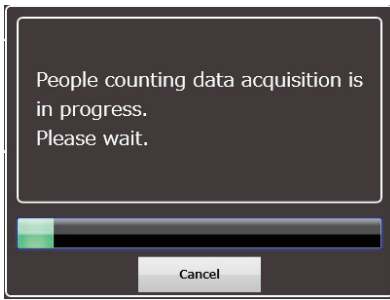 People counting data acquisition is
in progress.
Please wait.
Cancel